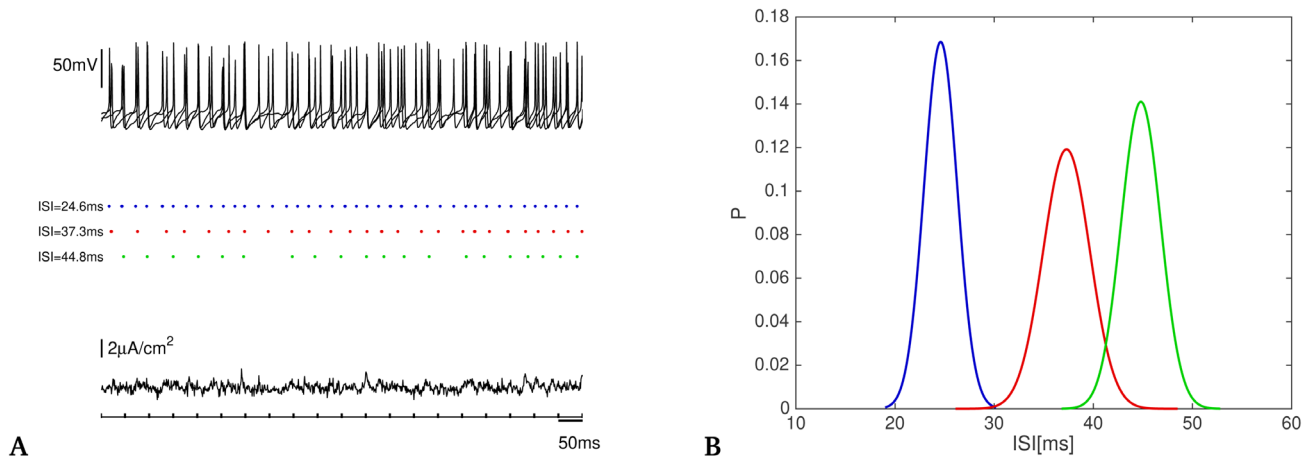 50mV
ISI=24.6ms
ISI=37.3ms
ISI=44.8ms
2μA/cm²
50ms
A
0.18
0.16
0.14
0.12
0.1
0.08
0.06
0.04
0.02
0
P
10 20 30 40 50 60
ISI[ms]
B